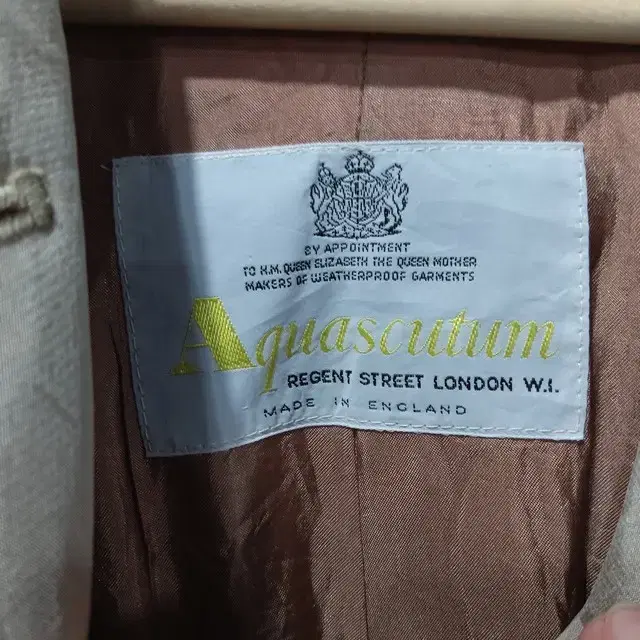 BY APPOINTMENT
TO H.M. QUEEN ELIZABETH THE QUEEN MOTHER
MAKERS OF WEATHERPROOF GARMENTS
Aquascutum
REGENT STREET LONDON W.I.
MADE IN ENGLAND